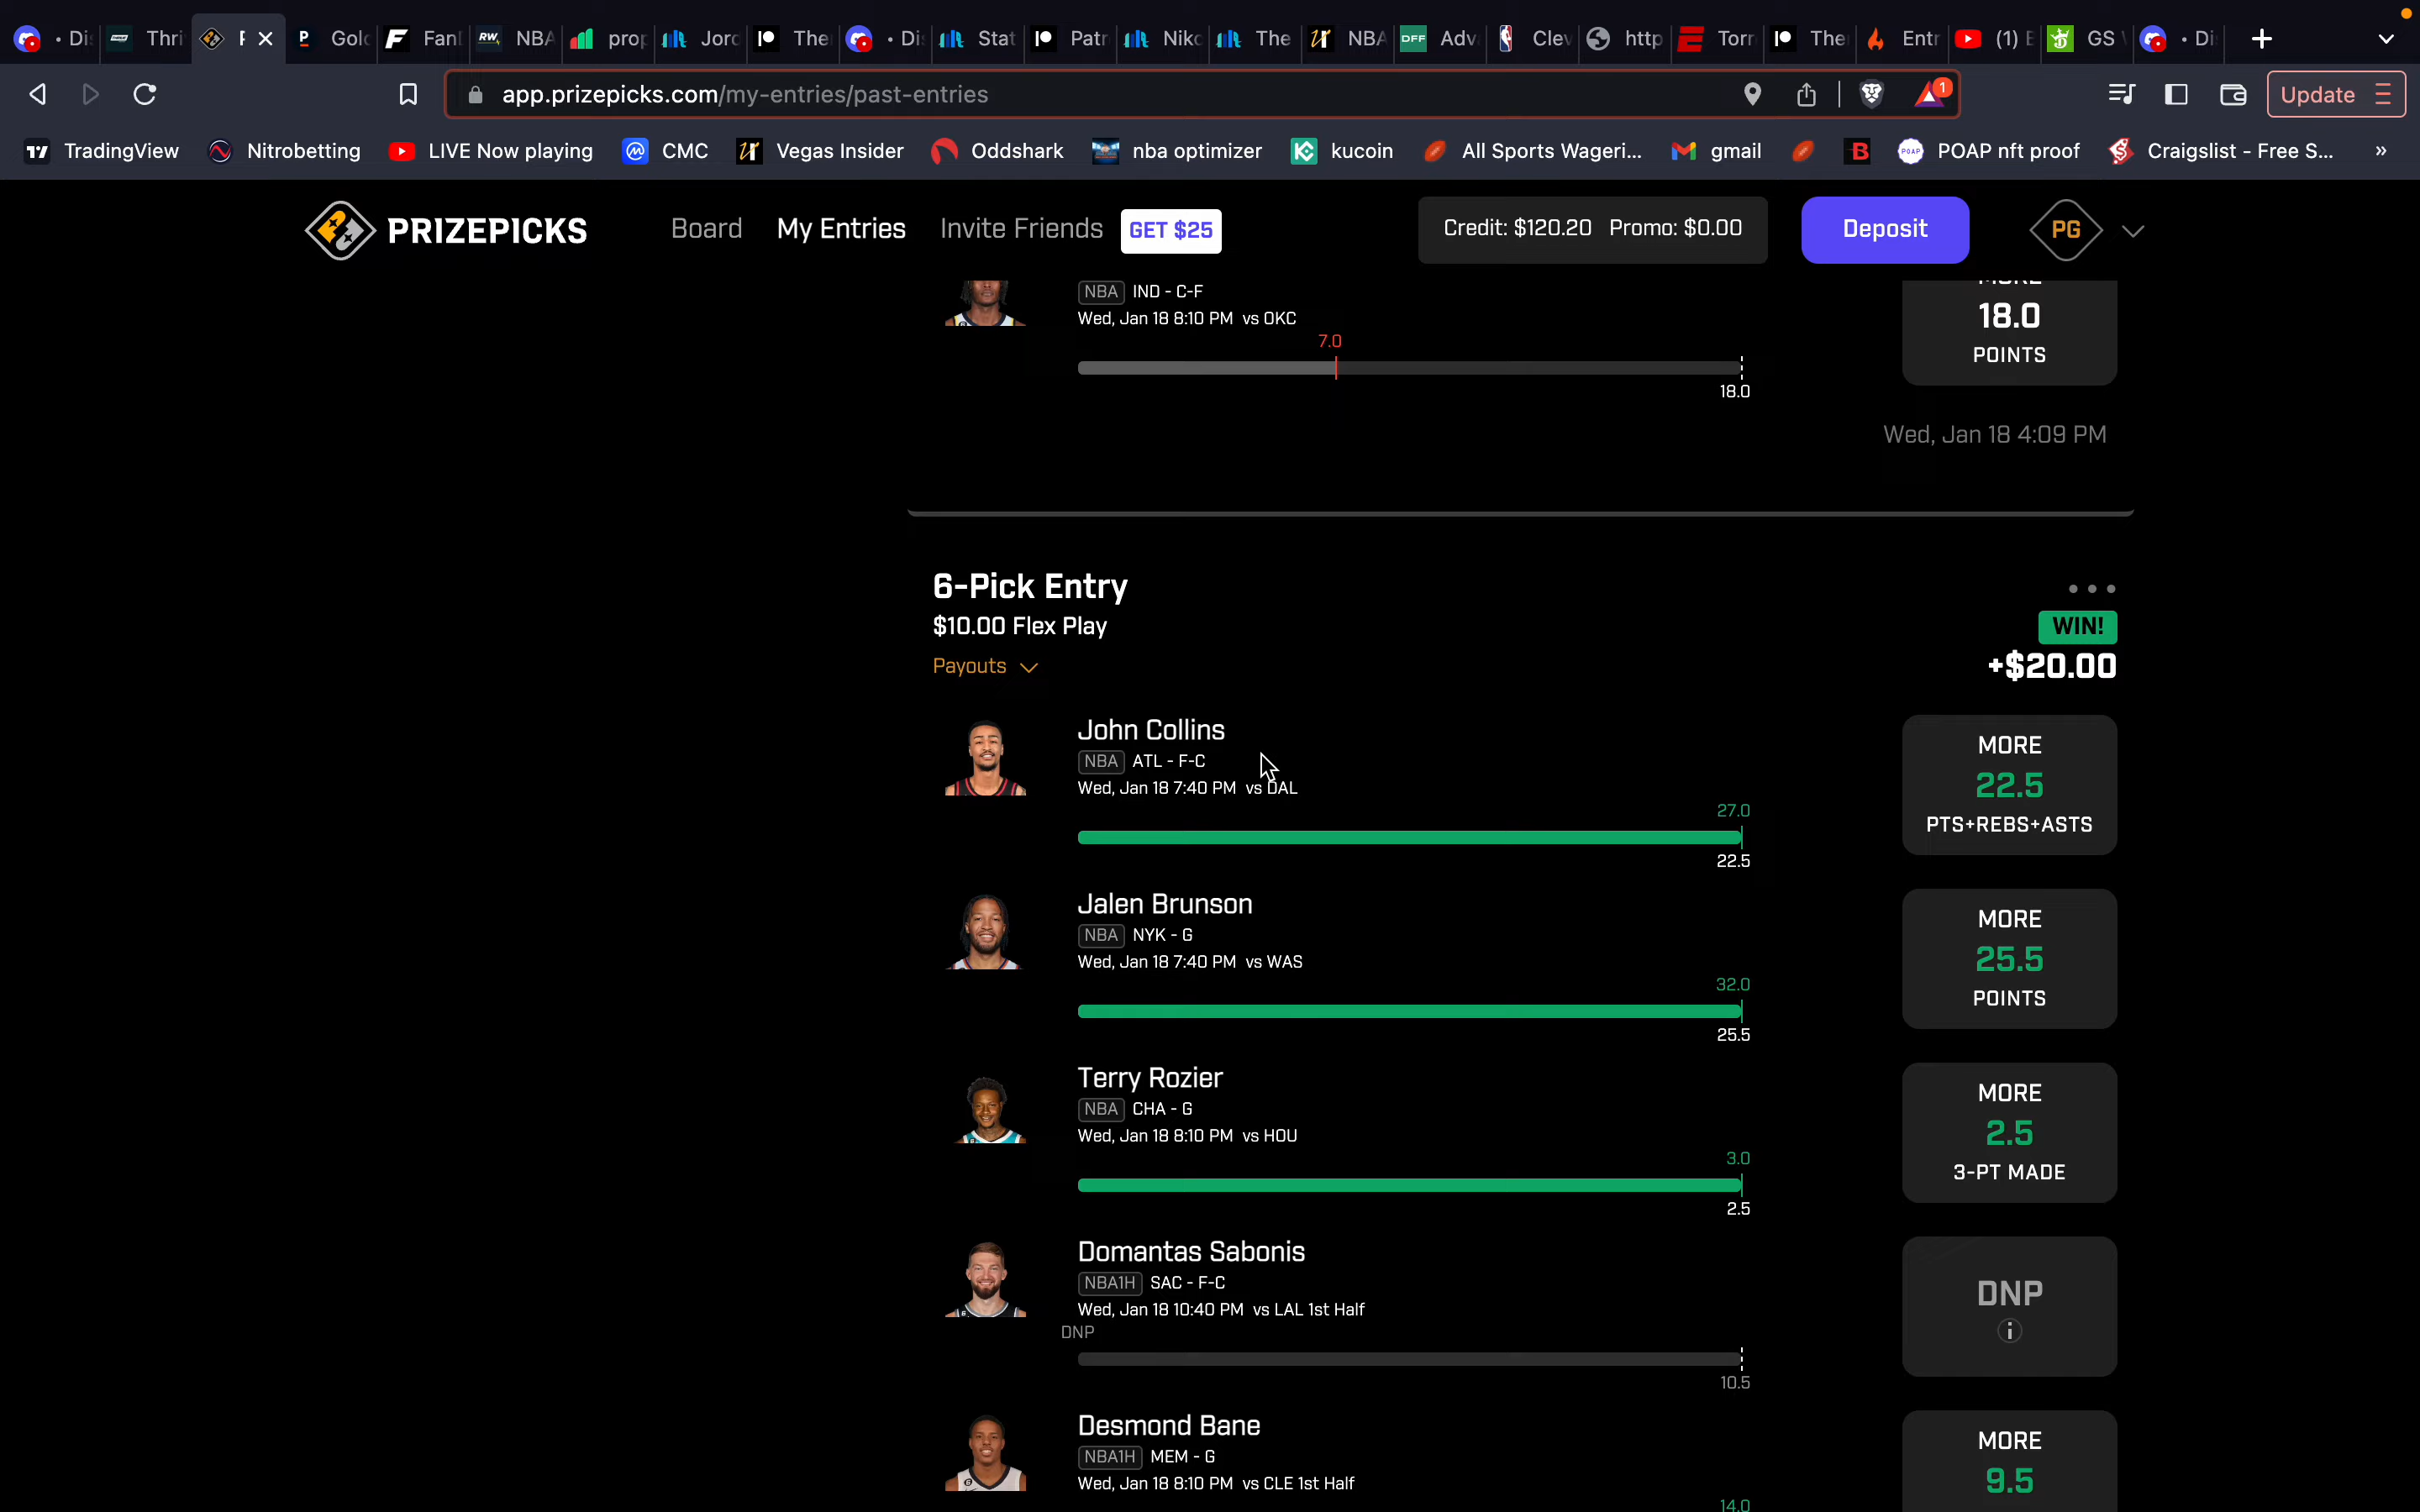 Di
Thri
F
Gold
Fanl
NBA
prop
Jord
The
Di
Stat
Patr
Niko
The
NBA
Adv
Clev
http
Torr
The
Entr
(1) E
GS V
Di
app.prizepicks.com/my-entries/past-entries
1
Update
TradingView
Nitrobetting
LIVE Now playing
CMC
Vegas Insider
Oddshark
nba optimizer
kucoin
All Sports Wageri...
gmail
POAP nft proof
Craigslist - Free S...
»
PRIZEPICKS
Board
My Entries
Invite Friends
GET $25
Credit: $120.20 Promo: $0.00
Deposit
PG
NBA IND - C-F
Wed, Jan 18 8:10 PM vs OKC
7.0
18.0
MORE
18.0
POINTS
Wed, Jan 18 4:09 PM
6-Pick Entry
$10.00 Flex Play
Payouts
WIN!
+$20.00
John Collins
NBA ATL - F-C
Wed, Jan 18 7:40 PM vs DAL
27.0
22.5
MORE
22.5
PTS+REBS+ASTS
Jalen Brunson
NBA NYK - G
Wed, Jan 18 7:40 PM vs WAS
32.0
25.5
MORE
25.5
POINTS
Terry Rozier
NBA CHA - G
Wed, Jan 18 8:10 PM vs HOU
3.0
2.5
MORE
2.5
3-PT MADE
Domantas Sabonis
NBA1H SAC - F-C
Wed, Jan 18 10:40 PM vs LAL 1st Half
DNP
10.5
DNP
Desmond Bane
NBA1H MEM - G
Wed, Jan 18 8:10 PM vs CLE 1st Half
14.0
MORE
9.5